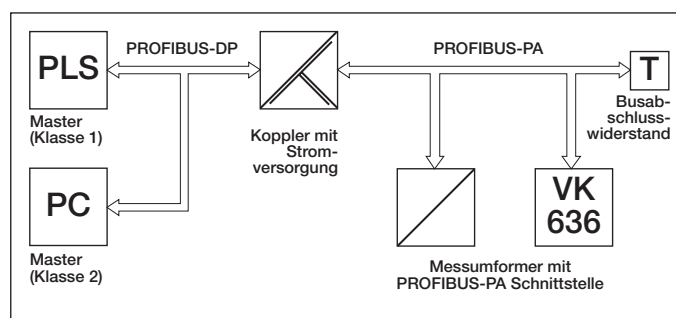 PLS
PROFIBUS-DP
PROFIBUS-PA
T
Master
(Klasse 1)
Koppler mit
Strom-
versorgung
Busab-
schluss-
widerstand
PC
VK
636
Master
(Klasse 2)
Messumformer mit
PROFIBUS-PA Schnittstelle